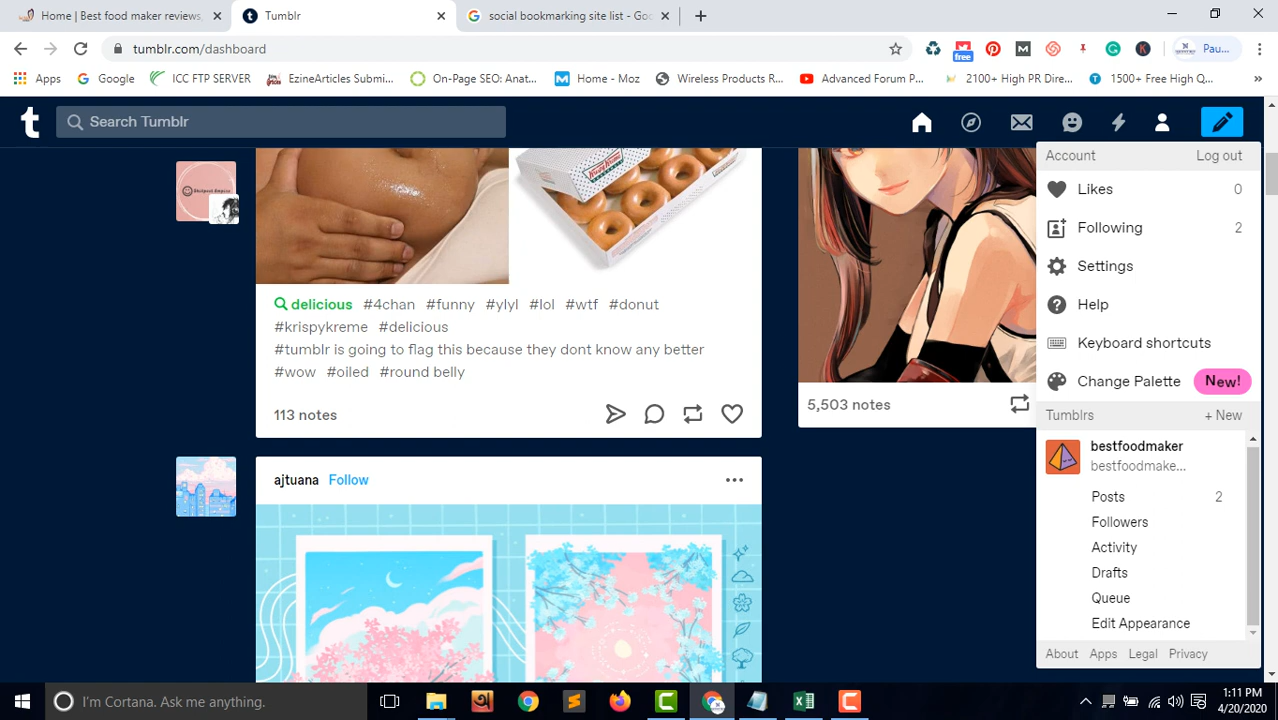 Home | Best food maker reviews, ×
Tumblr ×
social bookmarking site list - Goo ×
tumblr.com/dashboard
free
Pau...
Apps
Google
ICC FTP SERVER
EzineArticles Submi...
On-Page SEO: Anat...
Home - Moz
Wireless Products R...
Advanced Forum P...
2100+ High PR Dire...
1500+ Free High Q...
»
t
Search Tumblr
Account
Log out
Likes 0
Following 2
Settings
Help
Keyboard shortcuts
Change Palette New!
Tumblrs + New
bestfoodmaker
bestfoodmake...
Posts 2
Followers
Activity
Drafts
Queue
Edit Appearance
About Apps Legal Privacy
Krispy Kreme
delicious #4chan #funny #ylyl #lol #wtf #donut
#krispykreme #delicious
#tumblr is going to flag this because they dont know any better
#wow #oiled #round belly
113 notes
5,503 notes
ajtuana Follow
I'm Cortana. Ask me anything.
1:11 PM
4/20/2020